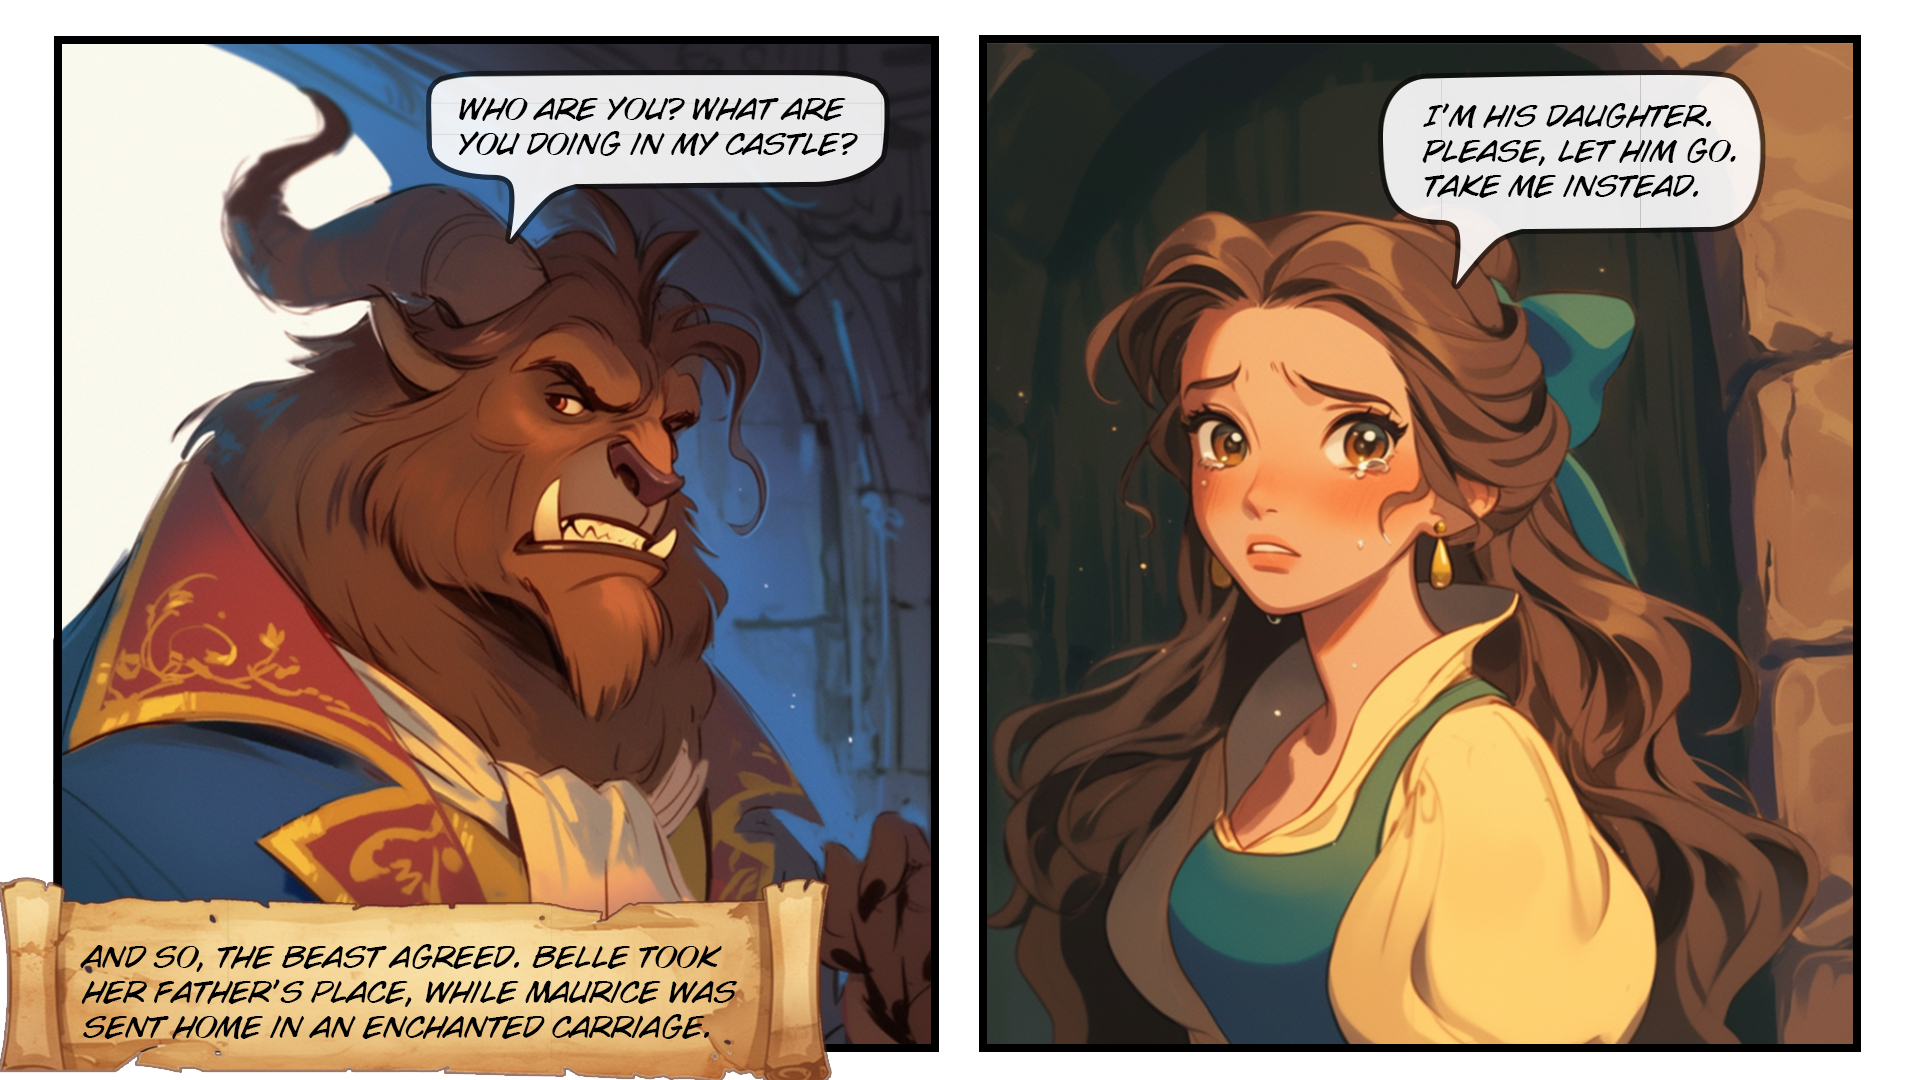 WHO ARE YOU? WHAT ARE
YOU DOING IN MY CASTLE?
I'M HIS DAUGHTER.
PLEASE, LET HIM GO.
TAKE ME INSTEAD.
AND SO, THE BEAST AGREED. BELLE TOOK
HER FATHER'S PLACE, WHILE MAURICE WAS
SENT HOME IN AN ENCHANTED CARRIAGE.